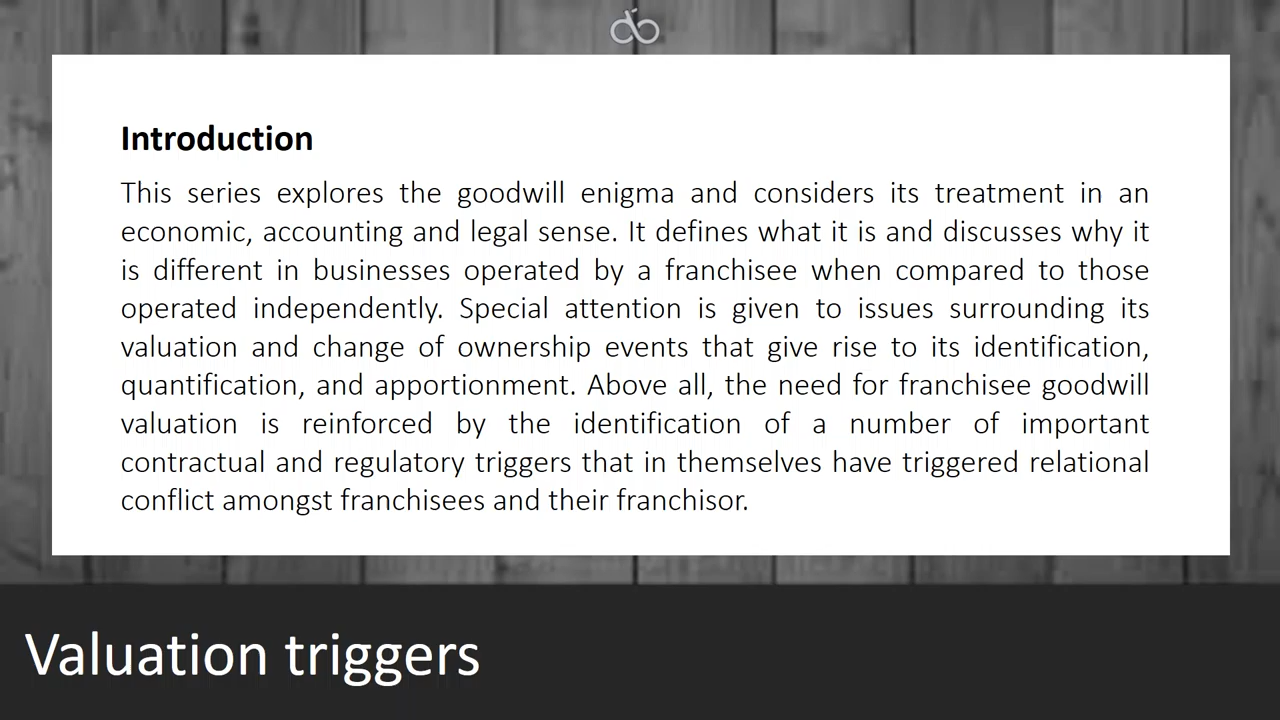 Introduction
This series explores the goodwill enigma and considers its treatment in an
economic, accounting and legal sense. It defines what it is and discusses why it
is different in businesses operated by a franchisee when compared to those
operated independently. Special attention is given to issues surrounding its
valuation and change of ownership events that give rise to its identification,
quantification, and apportionment. Above all, the need for franchisee goodwill
valuation is reinforced by the identification of a number of important
contractual and regulatory triggers that in themselves have triggered relational
conflict amongst franchisees and their franchisor.
Valuation triggers